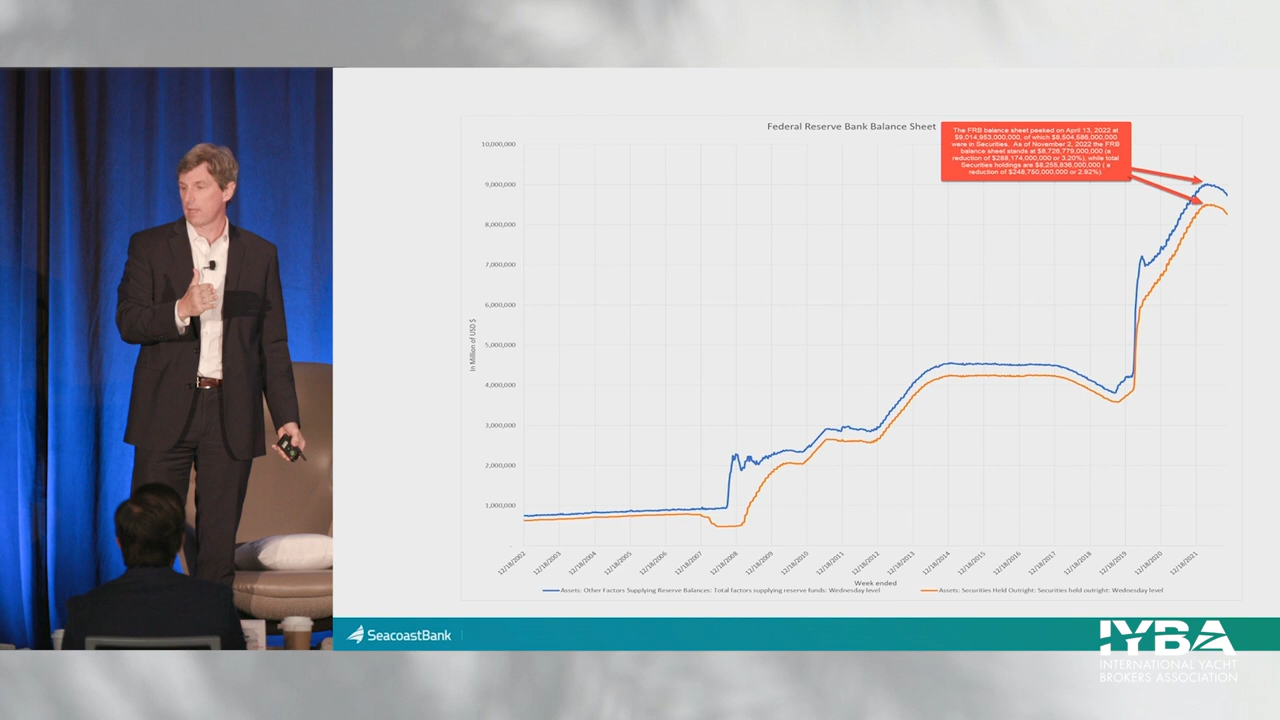 Federal Reserve Bank Balance Sheet
The FRB balance sheet peeked on April 13, 2022 at
$9,014,953,000,000, of which $8,504,586,000,000
were in Securities. As of November 2, 2022 the FRB
balance sheet stands at $8,726,779,000,000 (a
reduction of $288,174,000,000 or 3.20%), while total
Securities holdings are $8,255,836,000,000 ( a
reduction of $248,750,000,000 or 2.92%)
10,000,000
9,000,000
8,000,000
7,000,000
6,000,000
5,000,000
4,000,000
3,000,000
2,000,000
1,000,000
-
In Million of USD $
12/18/2002
12/18/2003
12/18/2004
12/18/2005
12/18/2006
12/18/2007
12/18/2008
12/18/2009
12/18/2010
12/18/2011
12/18/2012
12/18/2013
12/18/2014
12/18/2015
12/18/2016
12/18/2017
12/18/2018
12/18/2019
12/18/2020
12/18/2021
Week ended
Assets: Other Factors Supplying Reserve Balances: Total factors supplying reserve funds: Wednesday level
Assets: Securities Held Outright: Securities held outright: Wednesday level
SeacoastBank
IYBA
INTERNATIONAL YACHT
BROKERS ASSOCIATION